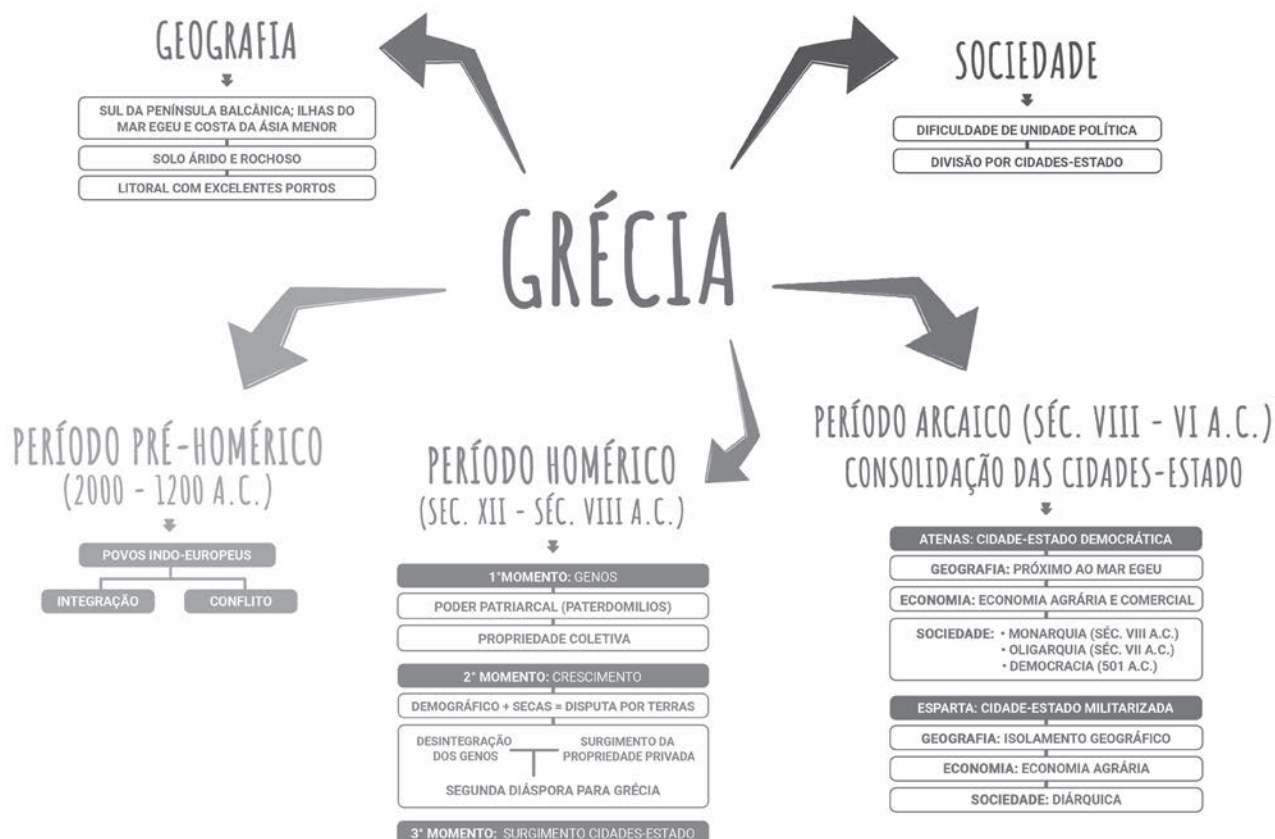 GEOGRAFIA
SUL DA PENÍNSULA BALCÂNICA; ILHAS DO
MAR EGEU E COSTA DA ÁSIA MENOR
SOLO ÁRIDO E ROCHOSO
LITORAL COM EXCELENTES PORTOS
SOCIEDADE
DIFICULDADE DE UNIDADE POLÍTICA
DIVISÃO POR CIDADES-ESTADO
GRÉCIA
PERÍODO PRÉ-HOMÉRICO
(2000 - 1200 A.C.)
POVOS INDO-EUROPEUS
INTEGRAÇÃO
CONFLITO
PERÍODO HOMÉRICO
(SEC. XII - SÉC. VIII A.C.)
1°MOMENTO: GENOS
PODER PATRIARCAL (PATERDOMILIOS)
PROPRIEDADE COLETIVA
2° MOMENTO: CRESCIMENTO
DEMOGRÁFICO + SECAS = DISPUTA POR TERRAS
DESINTEGRAÇÃO
DOS GENOS
SURGIMENTO DA
PROPRIEDADE PRIVADA
SEGUNDA DIÁSPORA PARA GRÉCIA
3° MOMENTO: SURGIMENTO CIDADES-ESTADO
PERÍODO ARCAICO (SÉC. VIII - VI A.C.)
CONSOLIDAÇÃO DAS CIDADES-ESTADO
ATENAS: CIDADE-ESTADO DEMOCRÁTICA
GEOGRAFIA: PRÓXIMO AO MAR EGEU
ECONOMIA: ECONOMIA AGRÁRIA E COMERCIAL
SOCIEDADE: • MONARQUIA (SÉC. VIII A.C.)
• OLIGARQUIA (SÉC. VII A.C.)
• DEMOCRACIA (501 A.C.)
ESPARTA: CIDADE-ESTADO MILITARIZADA
GEOGRAFIA: ISOLAMENTO GEOGRÁFICO
ECONOMIA: ECONOMIA AGRÁRIA
SOCIEDADE: DIÁRQUICA